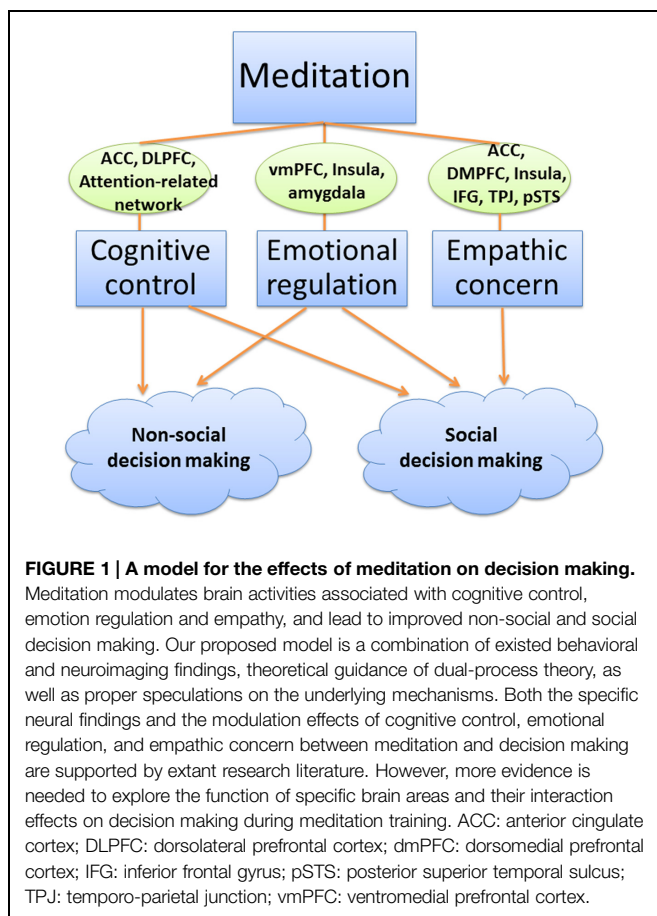 Meditation
ACC, DLPFC,
Attention-related
network
vmPFC, Insula,
amygdala
ACC,
DMPFC, Insula,
IFG, TPJ, pSTS
Cognitive
control
Emotional
regulation
Empathic
concern
Non-social
decision making
Social
decision making
FIGURE 1 | A model for the effects of meditation on decision making.
Meditation modulates brain activities associated with cognitive control,
emotion regulation and empathy, and lead to improved non-social and social
decision making. Our proposed model is a combination of existed behavioral
and neuroimaging findings, theoretical guidance of dual-process theory, as
well as proper speculations on the underlying mechanisms. Both the specific
neural findings and the modulation effects of cognitive control, emotional
regulation, and empathic concern between meditation and decision making
are supported by extant research literature. However, more evidence is
needed to explore the function of specific brain areas and their interaction
effects on decision making during meditation training. ACC: anterior cingulate
cortex; DLPFC: dorsolateral prefrontal cortex; dmPFC: dorsomedial prefrontal
cortex; IFG: inferior frontal gyrus; pSTS: posterior superior temporal sulcus;
TPJ: temporo-parietal junction; vmPFC: ventromedial prefrontal cortex.